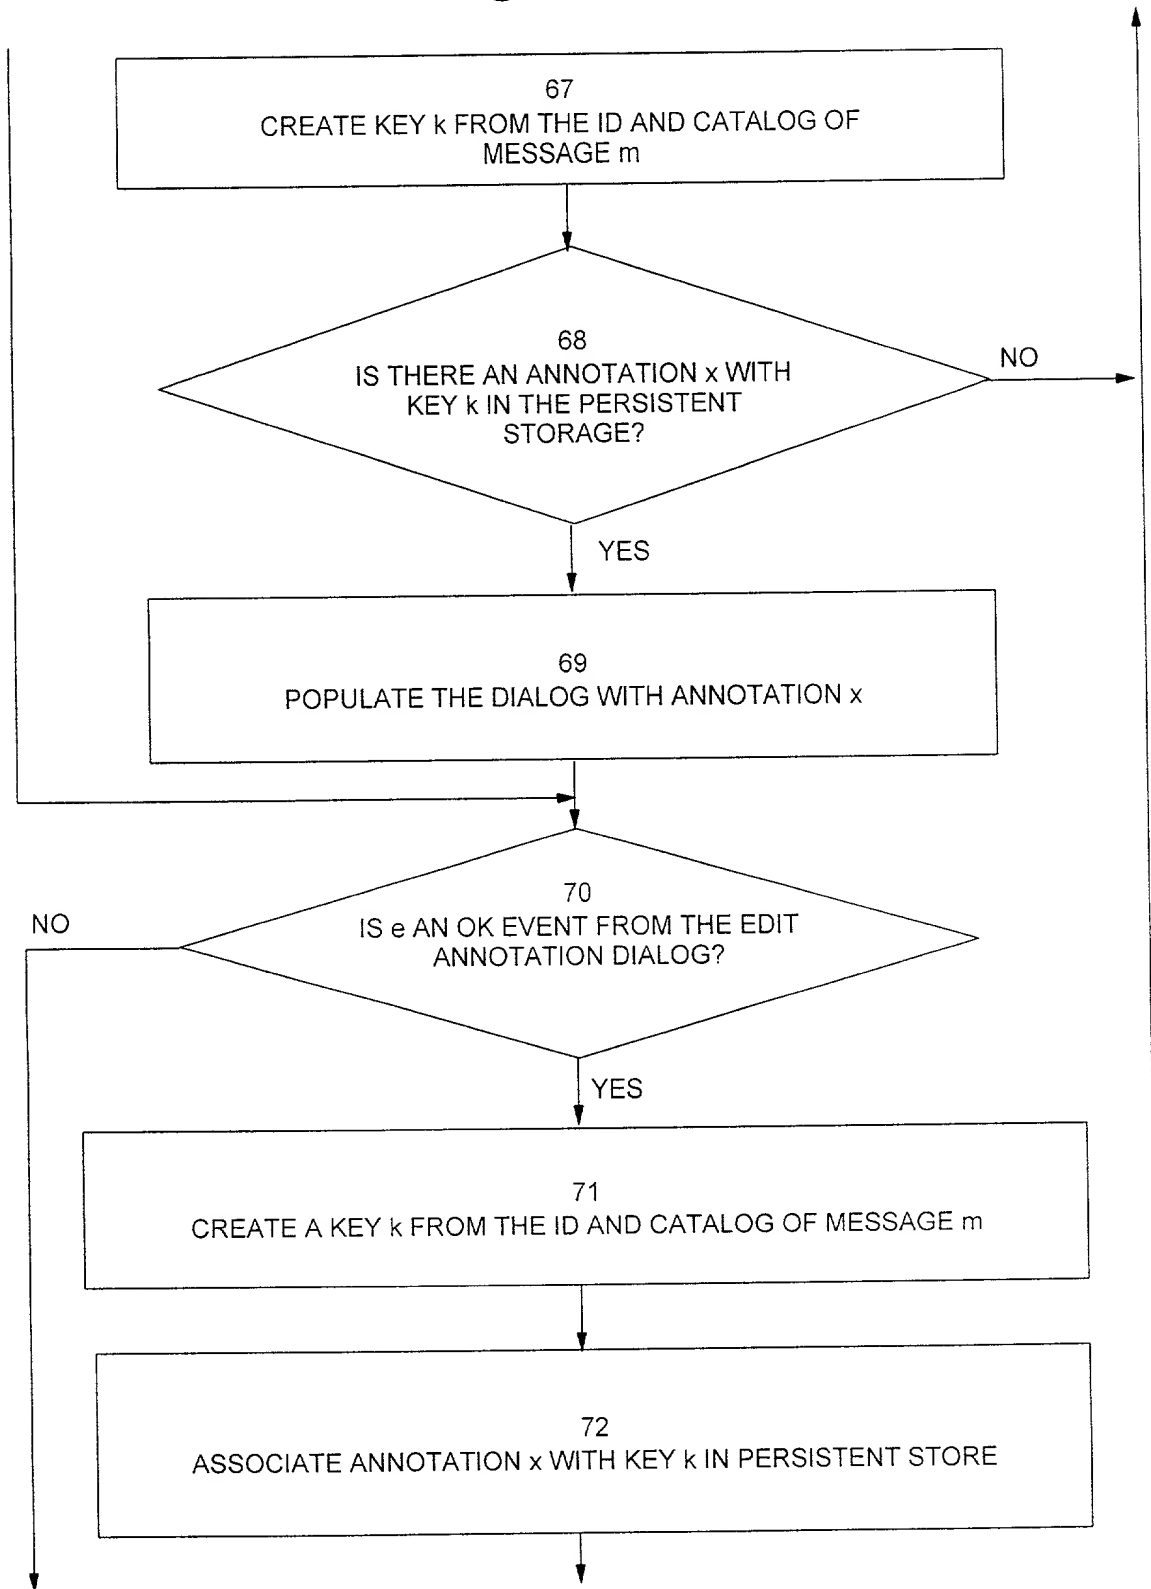 67
CREATE KEY k FROM THE ID AND CATALOG OF
MESSAGE m
68
IS THERE AN ANNOTATION x WITH
KEY k IN THE PERSISTENT
STORAGE?
NO
YES
69
POPULATE THE DIALOG WITH ANNOTATION x
70
IS e AN OK EVENT FROM THE EDIT
ANNOTATION DIALOG?
NO
YES
71
CREATE A KEY k FROM THE ID AND CATALOG OF MESSAGE m
72
ASSOCIATE ANNOTATION x WITH KEY k IN PERSISTENT STORE